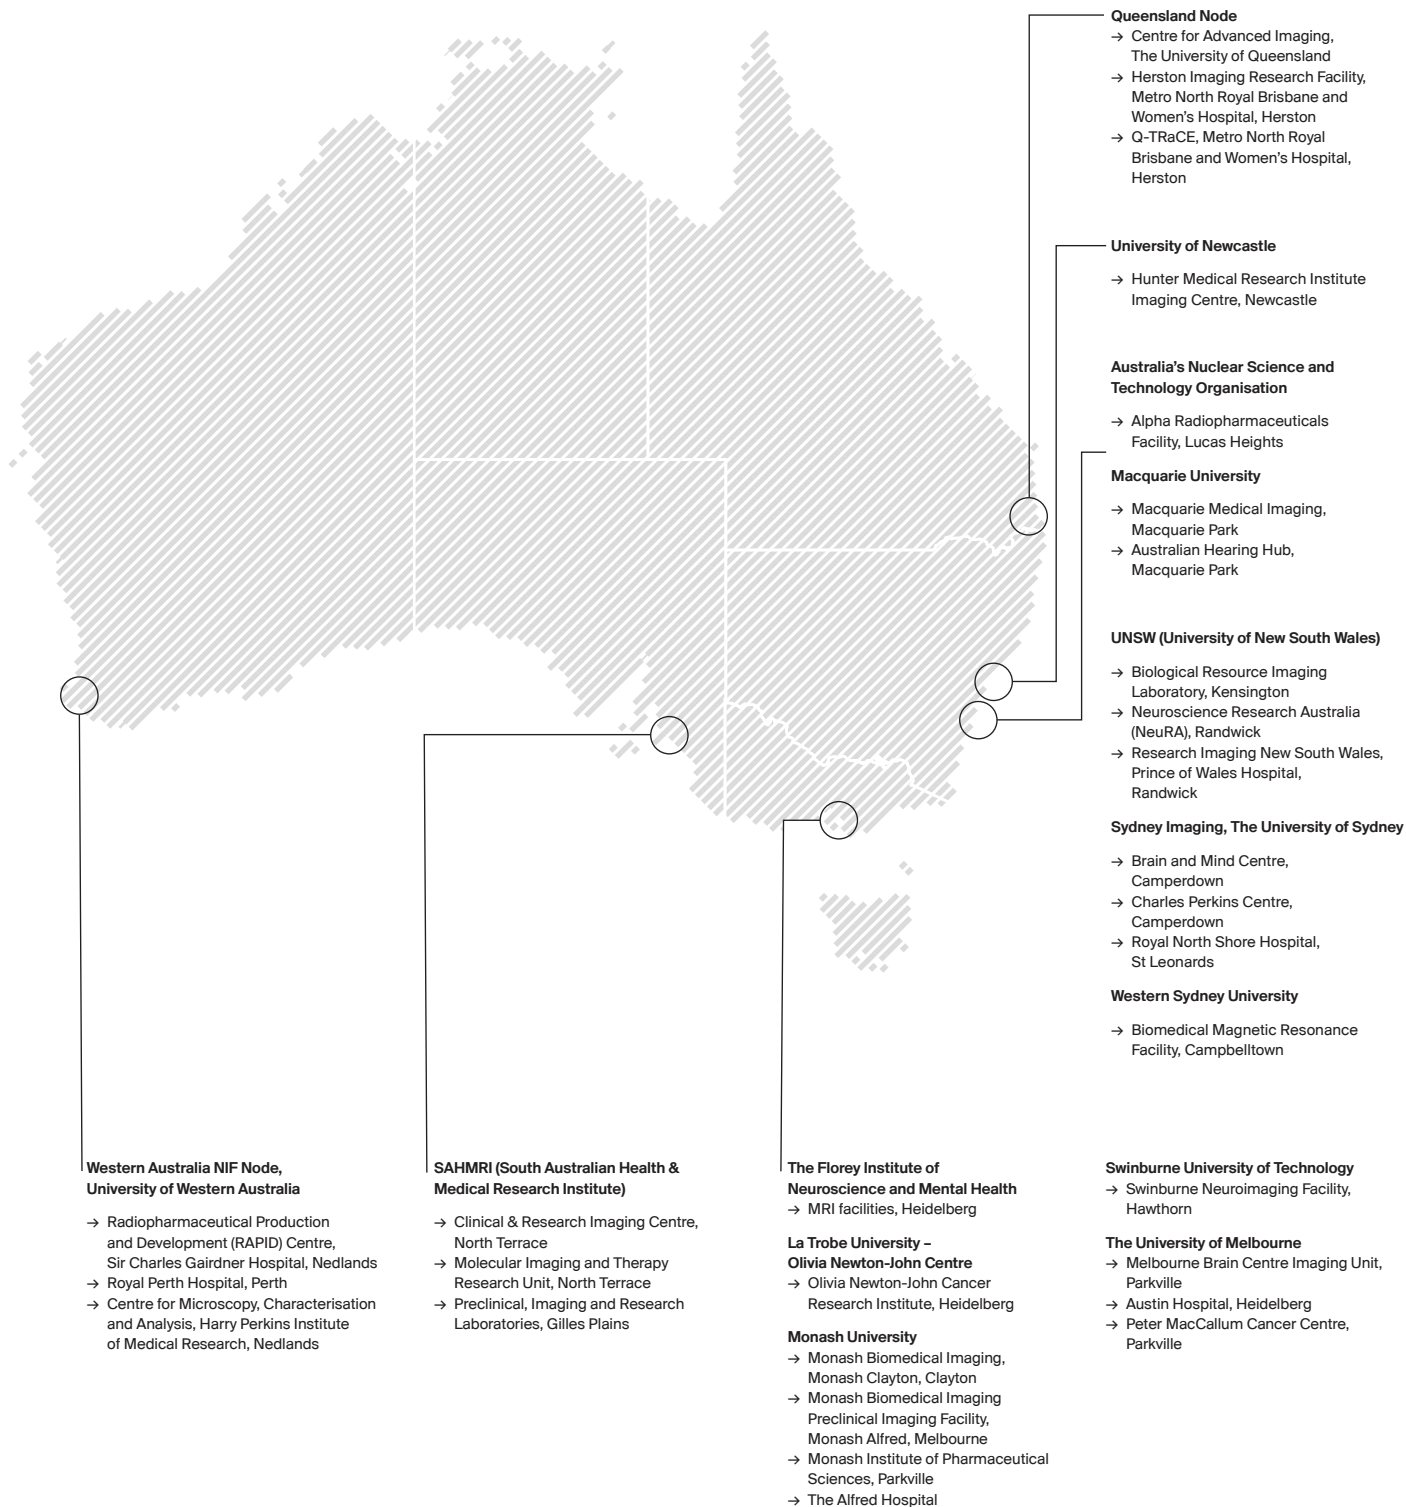 Queensland Node
→ Centre for Advanced Imaging,
The University of Queensland
→ Herston Imaging Research Facility,
Metro North Royal Brisbane and
Women's Hospital, Herston
→ Q-TRaCE, Metro North Royal
Brisbane and Women's Hospital,
Herston
University of Newcastle
→ Hunter Medical Research Institute
Imaging Centre, Newcastle
Australia's Nuclear Science and
Technology Organisation
→ Alpha Radiopharmaceuticals
Facility, Lucas Heights
Macquarie University
→ Macquarie Medical Imaging,
Macquarie Park
→ Australian Hearing Hub,
Macquarie Park
UNSW (University of New South Wales)
→ Biological Resource Imaging
Laboratory, Kensington
→ Neuroscience Research Australia
(NeuRA), Randwick
→ Research Imaging New South Wales,
Prince of Wales Hospital,
Randwick
Sydney Imaging, The University of Sydney
→ Brain and Mind Centre,
Camperdown
→ Charles Perkins Centre,
Camperdown
→ Royal North Shore Hospital,
St Leonards
Western Sydney University
→ Biomedical Magnetic Resonance
Facility, Campbelltown
Western Australia NIF Node,
University of Western Australia
→ Radiopharmaceutical Production
and Development (RAPID) Centre,
Sir Charles Gairdner Hospital, Nedlands
→ Royal Perth Hospital, Perth
→ Centre for Microscopy, Characterisation
and Analysis, Harry Perkins Institute
of Medical Research, Nedlands
SAHMRI (South Australian Health &
Medical Research Institute)
→ Clinical & Research Imaging Centre,
North Terrace
→ Molecular Imaging and Therapy
Research Unit, North Terrace
→ Preclinical, Imaging and Research
Laboratories, Gilles Plains
The Florey Institute of
Neuroscience and Mental Health
→ MRI facilities, Heidelberg
La Trobe University –
Olivia Newton-John Centre
→ Olivia Newton-John Cancer
Research Institute, Heidelberg
Monash University
→ Monash Biomedical Imaging,
Monash Clayton, Clayton
→ Monash Biomedical Imaging
Preclinical Imaging Facility,
Monash Alfred, Melbourne
→ Monash Institute of Pharmaceutical
Sciences, Parkville
→ The Alfred Hospital
Swinburne University of Technology
→ Swinburne Neuroimaging Facility,
Hawthorn
The University of Melbourne
→ Melbourne Brain Centre Imaging Unit,
Parkville
→ Austin Hospital, Heidelberg
→ Peter MacCallum Cancer Centre,
Parkville